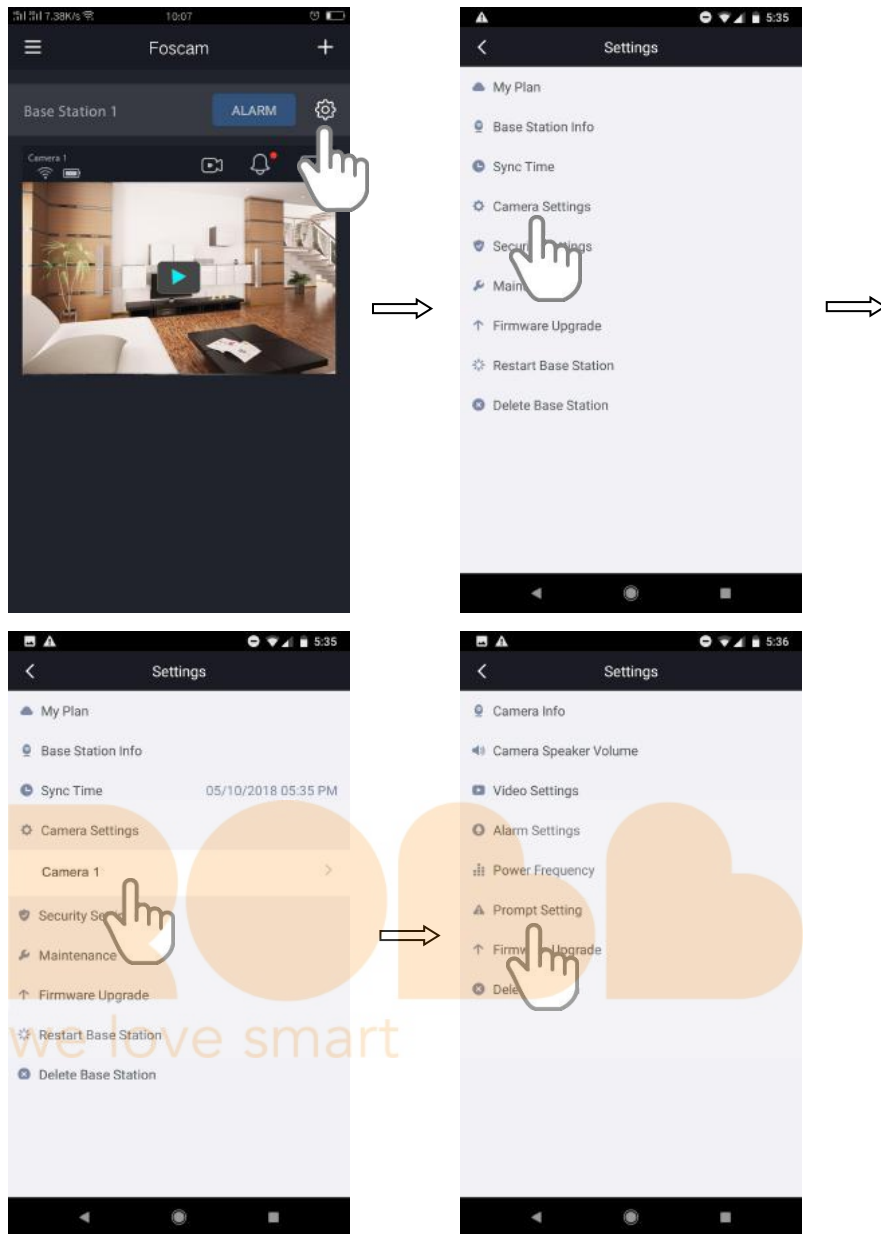 7.38K/s 10:07
Foscam
Base Station 1 ALARM
Camera 1
5:35
Settings
My Plan
Base Station Info
Sync Time
Camera Settings
Firmware Upgrade
Restart Base Station
Delete Base Station
5:35
Settings
My Plan
Base Station Info
Sync Time 05/10/2018 05:35 PM
Camera Settings
Camera 1
Security
Maintenance
Firmware Upgrade
Restart Base Station
Delete Base Station
5:36
Settings
Camera Info
Camera Speaker Volume
Video Settings
Alarm Settings
Power Frequency
Prompt Setting
Upgrade
ROBB
we love smart